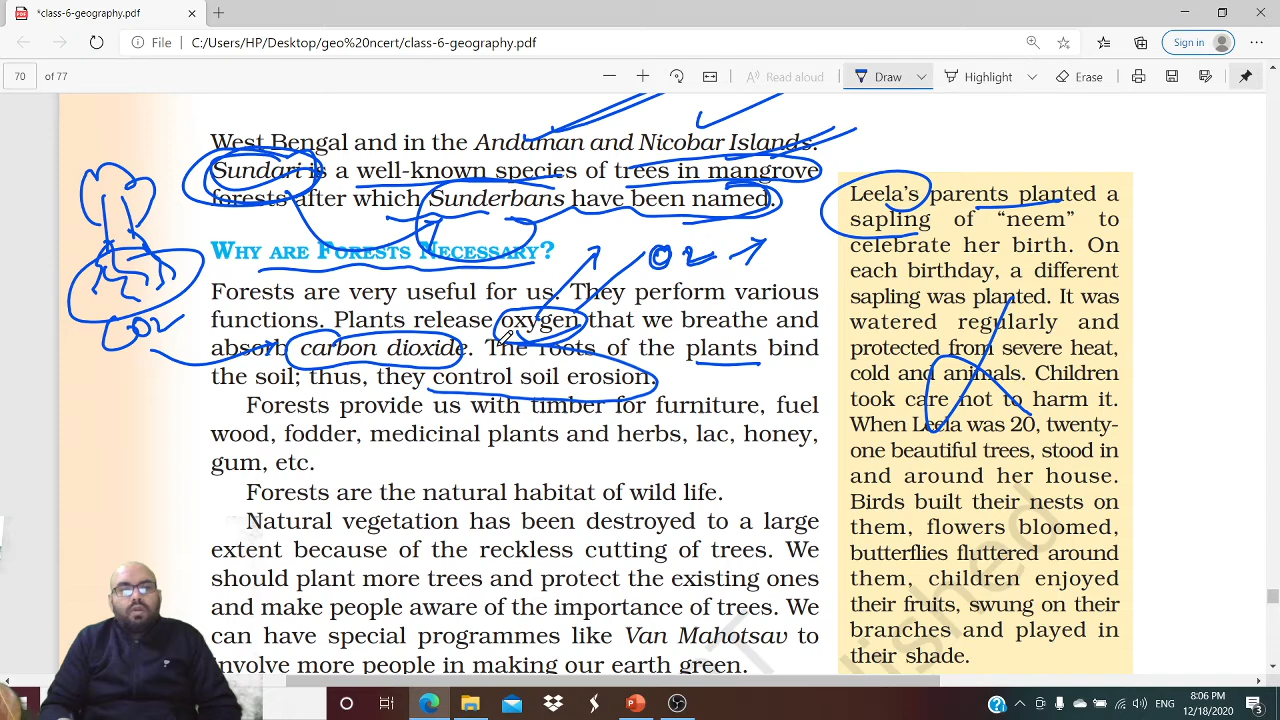 *class-6-geography.pdf
File | C:/Users/HP/Desktop/geo%20ncert/class-6-geography.pdf
Sign in
70 of 77
Read aloud
Draw
Highlight
Erase
West Bengal and in the Andaman and Nicobar Islands.
Sundari is a well-known species of trees in mangrove
forests after which Sunderbans have been named.
WHY ARE FORESTS NECESSARY?
O2
Forests are very useful for us. They perform various
functions. Plants release oxygen that we breathe and
absorb carbon dioxide. The roots of the plants bind
the soil; thus, they control soil erosion.
CO2
Forests provide us with timber for furniture, fuel
wood, fodder, medicinal plants and herbs, lac, honey,
gum, etc.
Forests are the natural habitat of wild life.
Natural vegetation has been destroyed to a large
extent because of the reckless cutting of trees. We
should plant more trees and protect the existing ones
and make people aware of the importance of trees. We
can have special programmes like Van Mahotsav to
involve more people in making our earth green.
Leela's parents planted a
sapling of “neem” to
celebrate her birth. On
each birthday, a different
sapling was planted. It was
watered regularly and
protected from severe heat,
cold and animals. Children
took care not to harm it.
When Leela was 20, twenty-
one beautiful trees, stood in
and around her house.
Birds built their nests on
them, flowers bloomed,
butterflies fluttered around
them, children enjoyed
their fruits, swung on their
branches and played in
their shade.
8:06 PM
12/18/2020
3